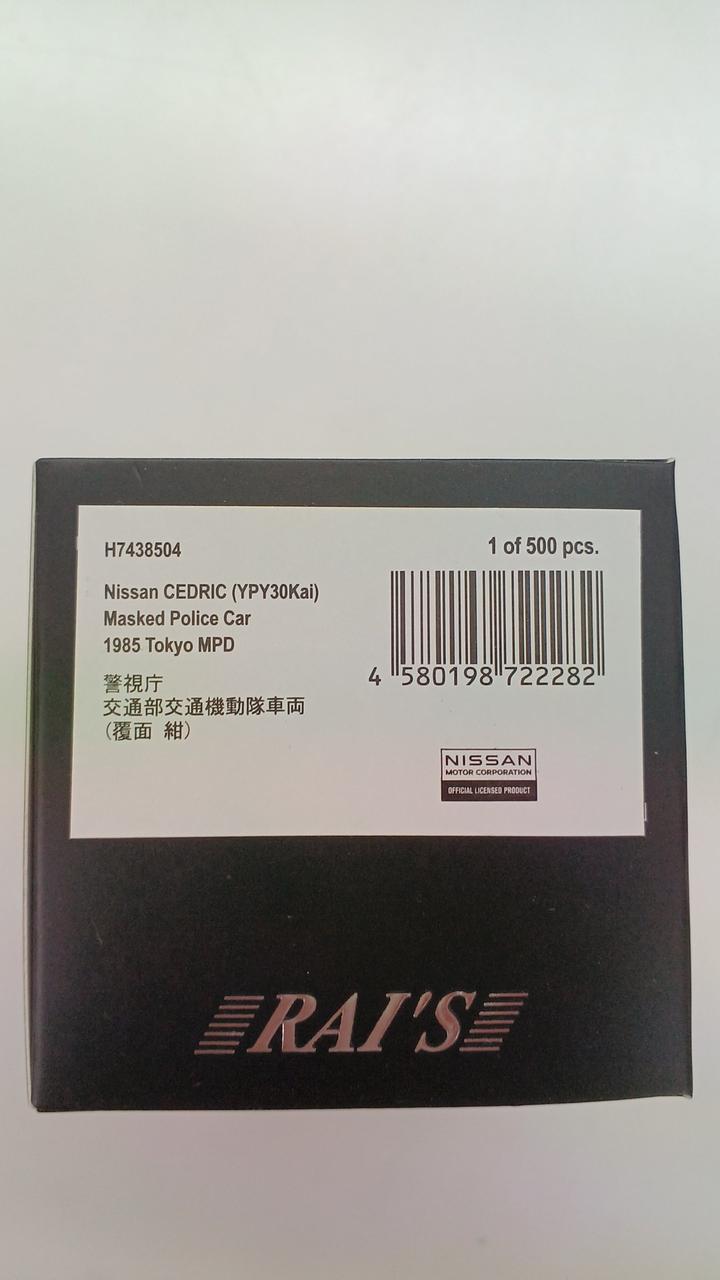 H7438504
1 of 500 pcs.
Nissan CEDRIC (YPY30Kai)
Masked Police Car
1985 Tokyo MPD
警視庁
交通部交通機動隊車両
(覆面 紺)
4 580198 722282
NISSAN
MOTOR CORPORATION
OFFICIAL LICENSED PRODUCT
RAI'S